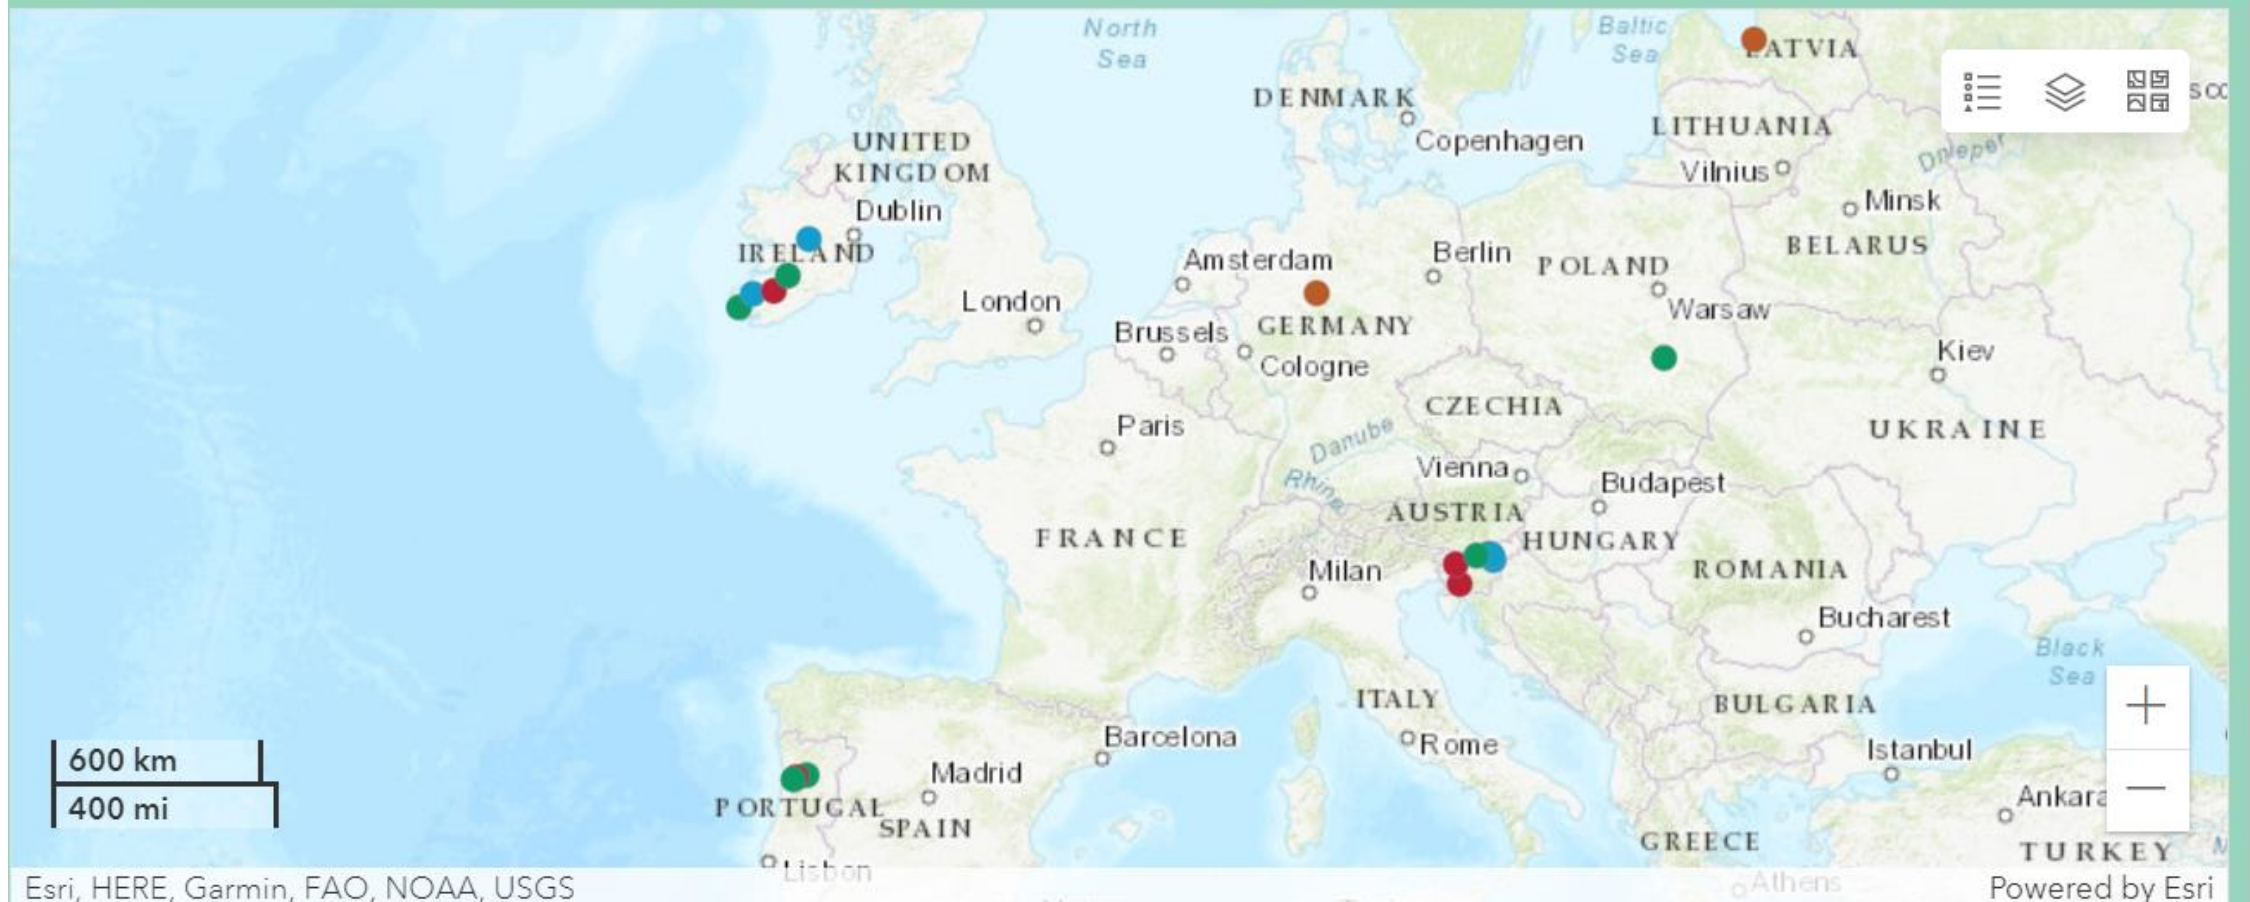 North
Sea
Baltic
Sea
LATVIA
DENMARK
Copenhagen
LITHUANIA
Vilnius
Dnieper
Minsk
BELARUS
UNITED
KINGDOM
Dublin
IRELAND
London
Amsterdam
Berlin
POLAND
Warsaw
Brussels
GERMANY
Cologne
Kiev
CZECHIA
UKRAINE
Paris
Danube
Rhine
Vienna
Budapest
AUSTRIA
HUNGARY
FRANCE
Milan
ROMANIA
Bucharest
Black
Sea
ITALY
BULGARIA
Rome
Barcelona
Istanbul
Madrid
Ankara
PORTUGAL
SPAIN
GREECE
TURKEY
Lisbon
Athens
600 km
400 mi
Esri, HERE, Garmin, FAO, NOAA, USGS
Powered by Esri